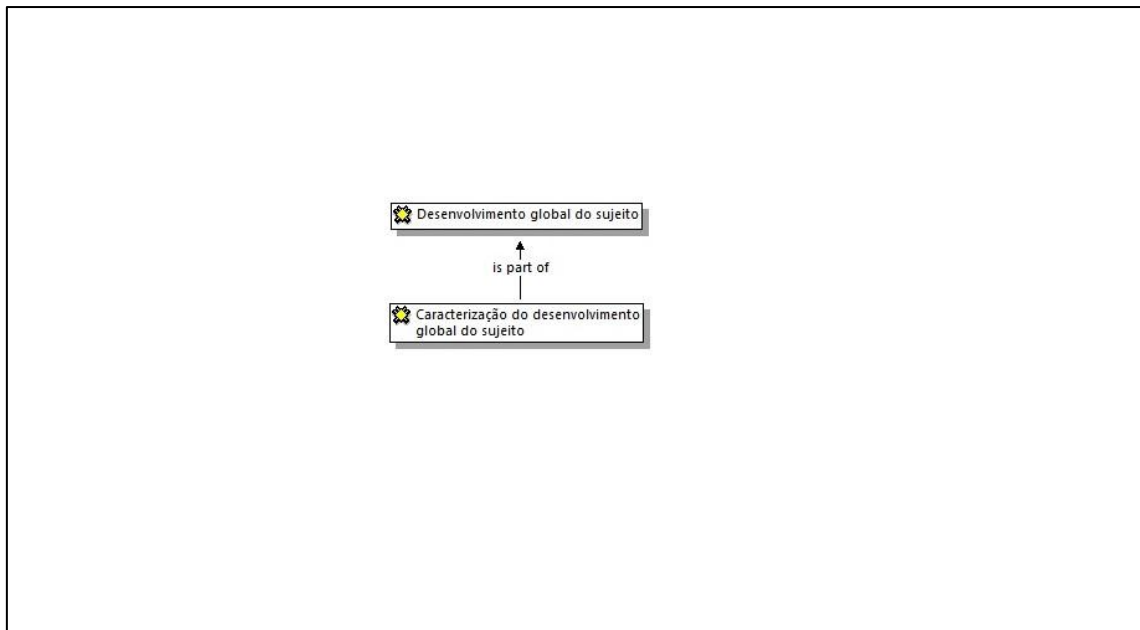 Desenvolvimento global do sujeito
is part of
Caracterização do desenvolvimento
global do sujeito